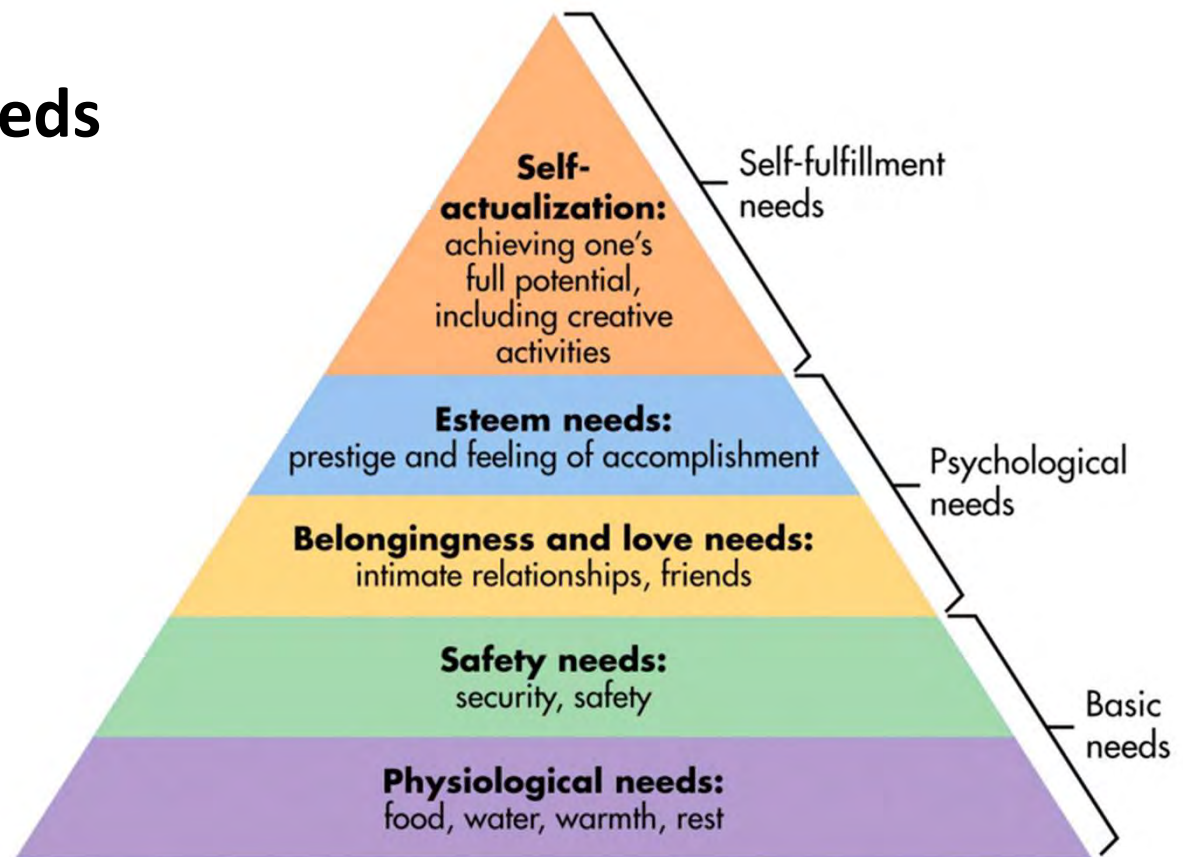 eeds
Self-
actualization:
achieving one's
full potential,
including creative
activities
Self-fulfillment
needs
Esteem needs:
prestige and feeling of accomplishment
Psychological
needs
Belongingness and love needs:
intimate relationships, friends
Safety needs:
security, safety
Basic
needs
Physiological needs:
food, water, warmth, rest